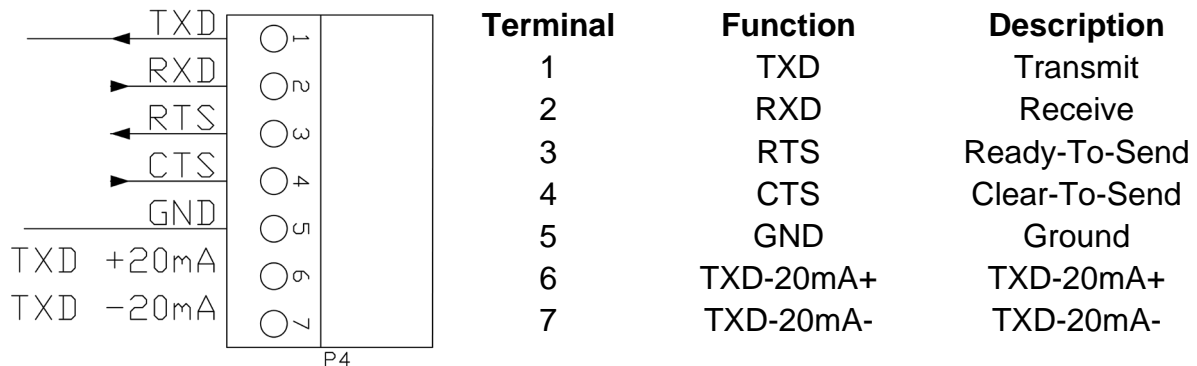 TXD 1
RXD 2
RTS 3
CTS 4
GND 5
TXD +20mA 6
TXD -20mA 7
P4
Terminal Function Description
1 TXD Transmit
2 RXD Receive
3 RTS Ready-To-Send
4 CTS Clear-To-Send
5 GND Ground
6 TXD-20mA+ TXD-20mA+
7 TXD-20mA- TXD-20mA-